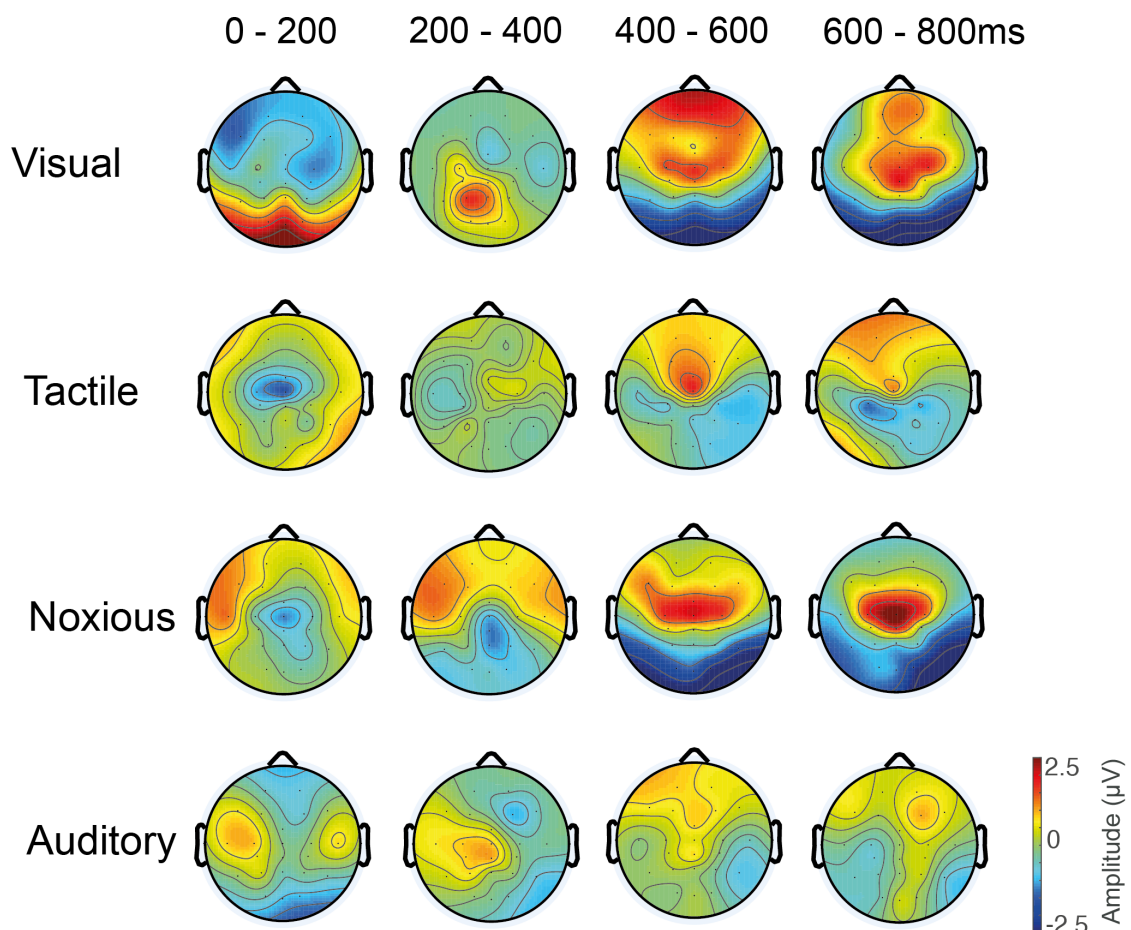 0 - 200 200 - 400 400 - 600 600 - 800ms
Visual
Tactile
Noxious
Auditory
2.5
0
-2.5
Amplitude (µV)